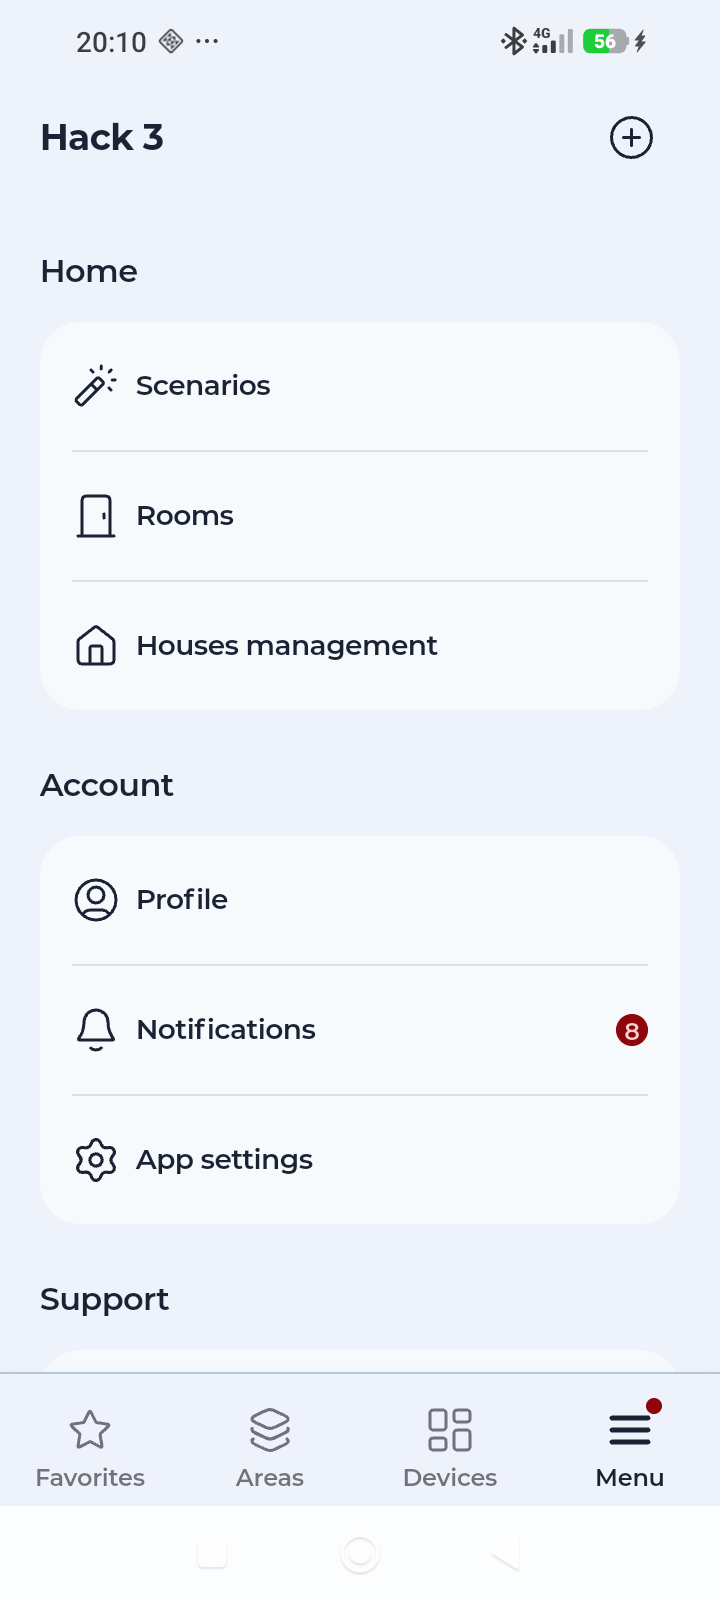 20:10
4G
56
Hack 3
Home
Scenarios
Rooms
Houses management
Account
Profile
Notifications
8
App settings
Support
Favorites
Areas
Devices
Menu